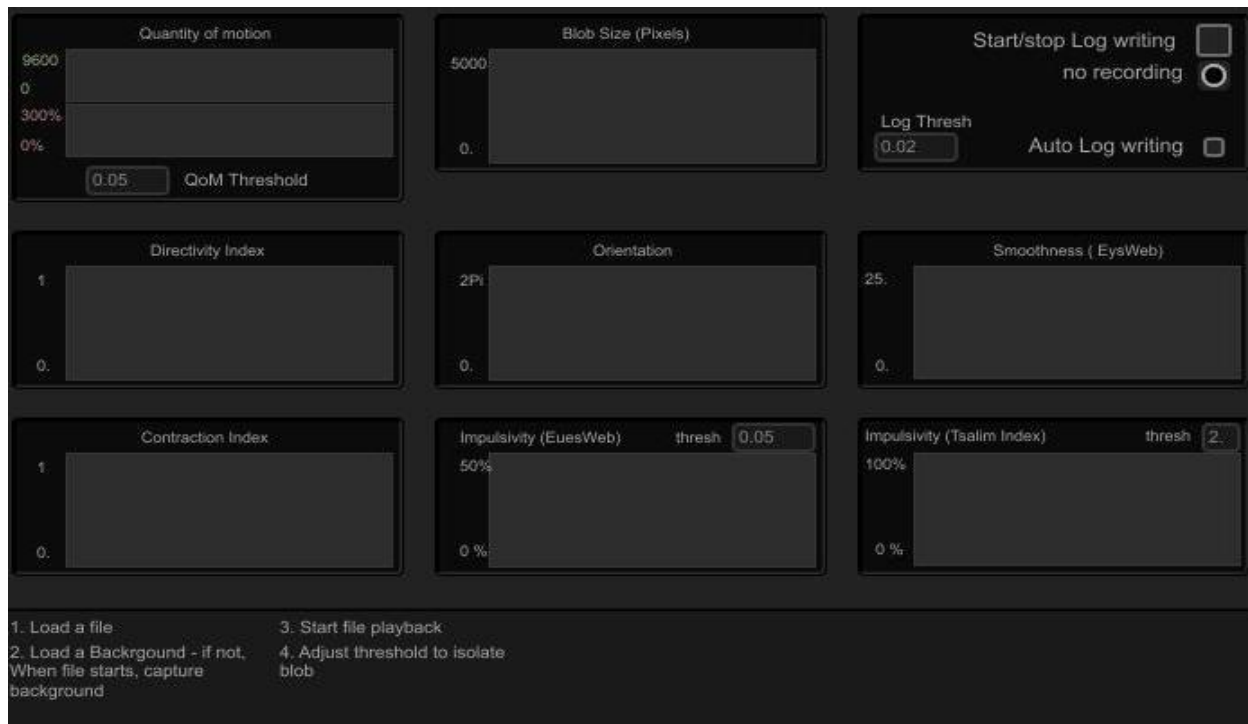 Quantity of motion
9600
0
300%
0%
0.05 QoM Threshold
Blob Size (Pixels)
5000
0.
Start/stop Log writing
no recording
Log Thresh
0.02 Auto Log writing
Directivity Index
1
0.
Orientation
2Pi
0.
Smoothness ( EysWeb)
25.
0.
Contraction Index
1
0.
Impulsivity (EuesWeb) thresh 0.05
50%
0 %
Impulsivity (Tsalim Index) thresh 2.
100%
0 %
1. Load a file
2. Load a Backrgound - if not,
When file starts, capture
background
3. Start file playback
4. Adjust threshold to isolate
blob